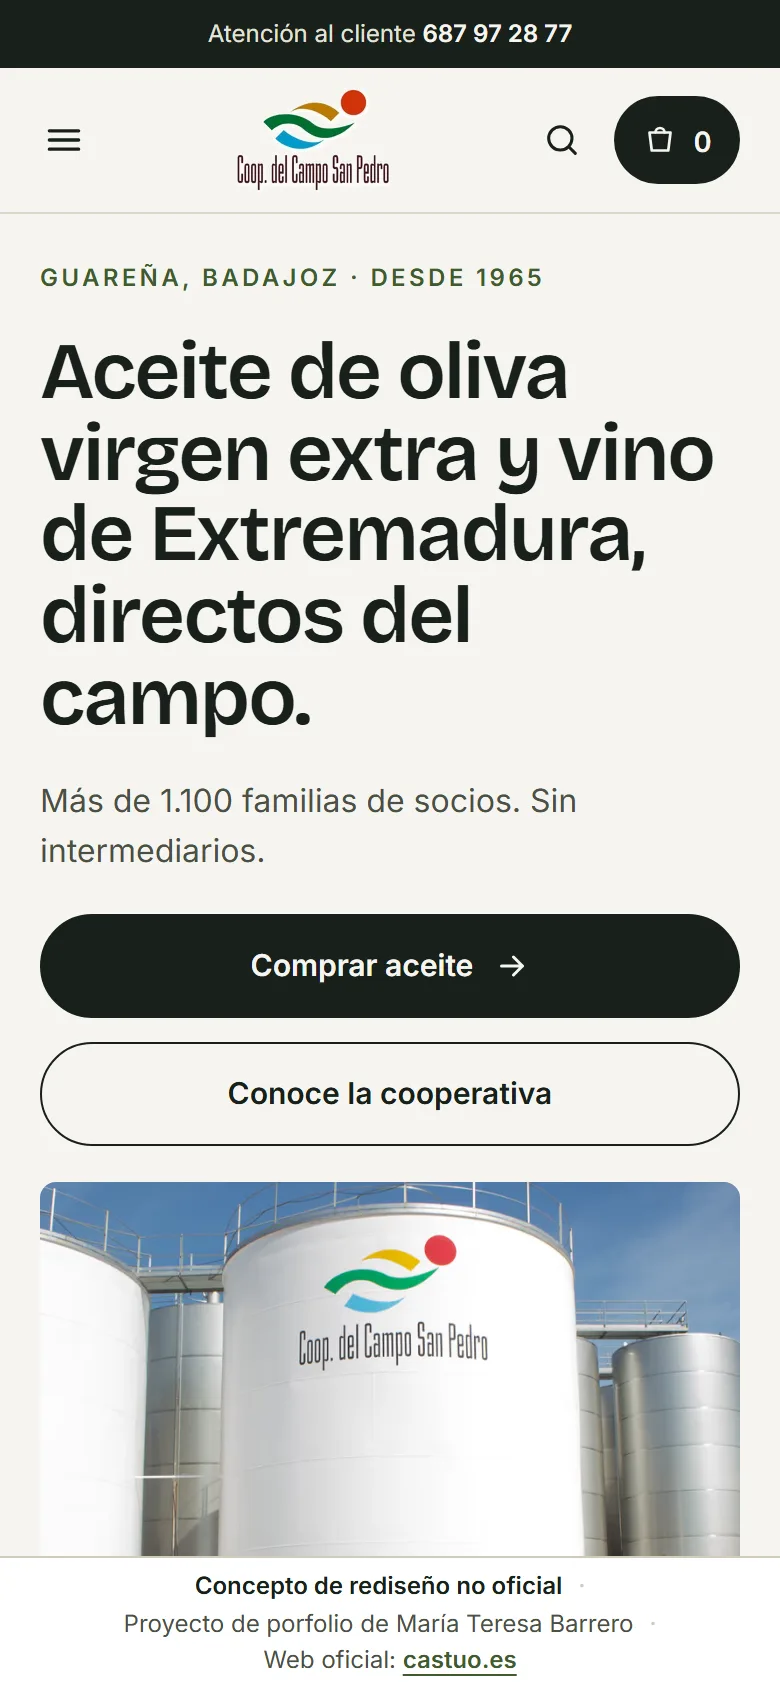 Atención al cliente 687 97 28 77
Coop. del Campo San Pedro
0
GUAREÑA, BADAJOZ · DESDE 1965
Aceite de oliva
virgen extra y vino
de Extremadura,
directos del
campo.
Más de 1.100 familias de socios. Sin
intermediarios.
Comprar aceite →
Conoce la cooperativa
Coop. del Campo San Pedro
Concepto de rediseño no oficial ·
Proyecto de porfolio de María Teresa Barrero ·
Web oficial: castuo.es